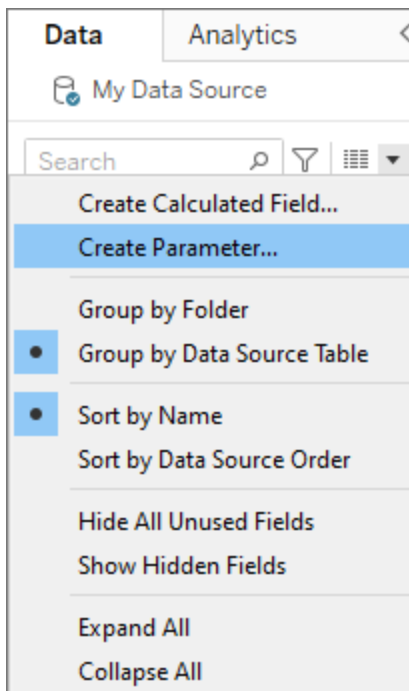 Data Analytics
My Data Source
Search
Create Calculated Field...
Create Parameter...
Group by Folder
Group by Data Source Table
Sort by Name
Sort by Data Source Order
Hide All Unused Fields
Show Hidden Fields
Expand All
Collapse All